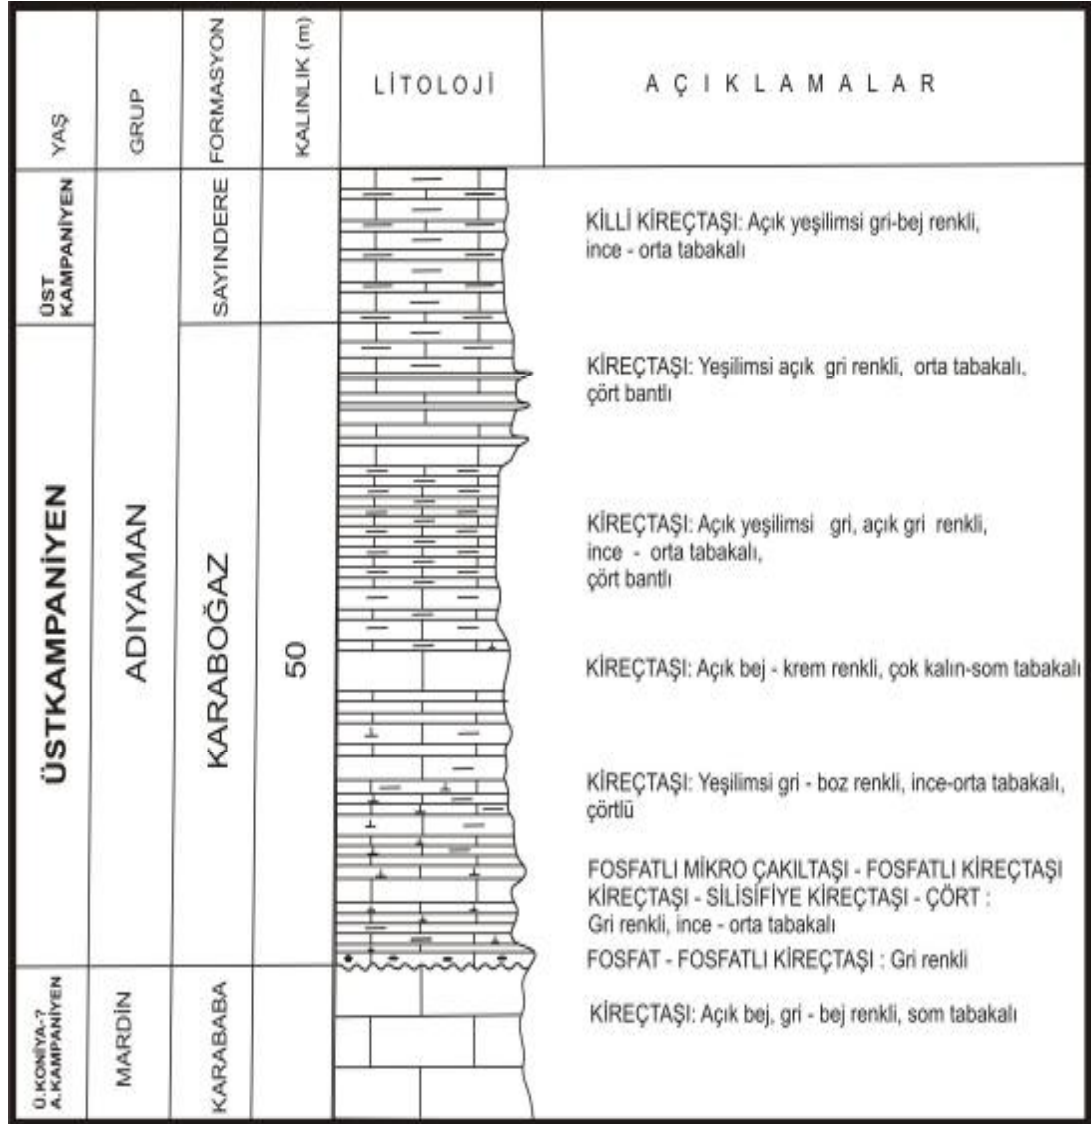 YAŞ
GRUP
FORMASYON
KALINLIK (m)
LİTOLOJİ
A Ç I K L A M A L A R
ÜST
KAMPANİYEN
SAYINDERE
KİLLİ KİREÇTAŞI: Açık yeşilimsi gri-bej renkli,
ince - orta tabakalı
ÜSTKAMPANİYEN
ADIYAMAN
KARABOĞAZ
50
KİREÇTAŞI: Yeşilimsi açık gri renkli, orta tabakalı,
çört bantlı
KİREÇTAŞI: Açık yeşilimsi gri, açık gri renkli,
ince - orta tabakalı,
çört bantlı
KİREÇTAŞI: Açık bej - krem renkli, çok kalın-som tabakalı
KİREÇTAŞI: Yeşilimsi gri - boz renkli, ince-orta tabakalı,
çörtlü
FOSFATLI MİKRO ÇAKILTAŞI - FOSFATLI KİREÇTAŞI
KİREÇTAŞI - SİLİSİFİYE KİREÇTAŞI - ÇÖRT :
Gri renkli, ince - orta tabakalı
FOSFAT - FOSFATLI KİREÇTAŞI : Gri renkli
Ü.KONİYA-?
A.KAMPANİYEN
MARDİN
KARABABA
KİREÇTAŞI: Açık bej, gri - bej renkli, som tabakalı